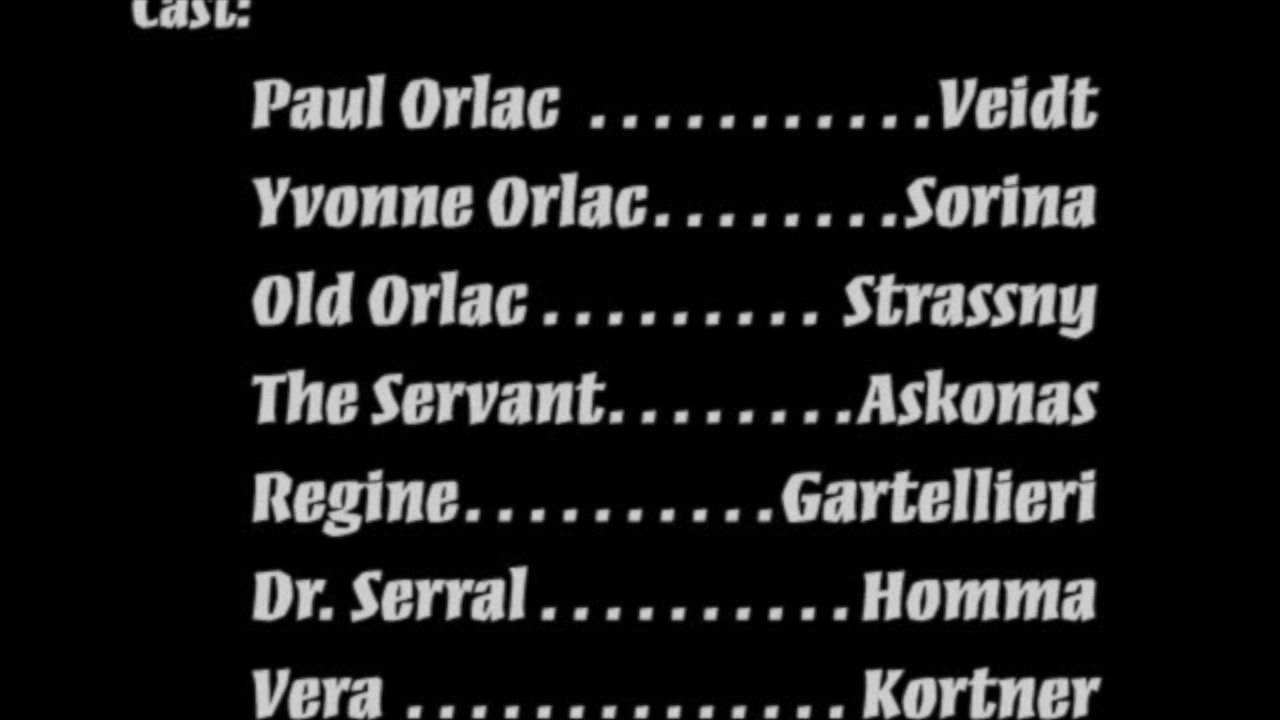 Cast:
Paul Orlac ...........Veidt
Yvonne Orlac........Sorina
Old Orlac ......... Strassny
The Servant........Askonas
Regine..........Gartellieri
Dr. Serral ..........Homma
Vera ..............Kortner